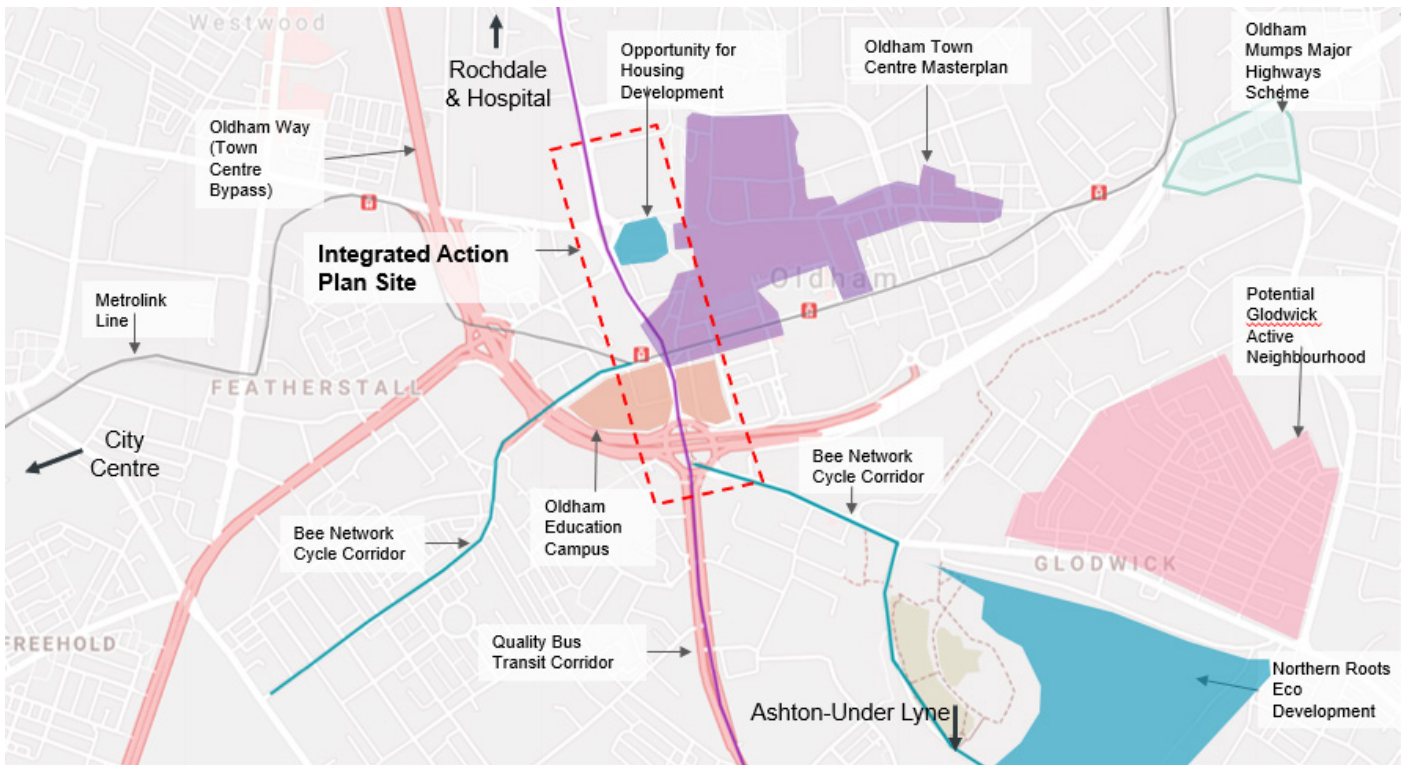 Westwood
Rochdale
& Hospital
Opportunity for
Housing
Development
Oldham Town
Centre Masterplan
Oldham
Mumps Major
Highways
Scheme
Oldham Way
(Town
Centre
Bypass)
Integrated Action
Plan Site
Oldham
Metrolink
Line
Potential
Glodwick
Active
Neighbourhood
FEATHERSTALL
City
Centre
Bee Network
Cycle Corridor
Oldham
Education
Campus
Bee Network
Cycle Corridor
GLODWICK
FREEHOLD
Quality Bus
Transit Corridor
Northern Roots
Eco
Development
Ashton-Under Lyne